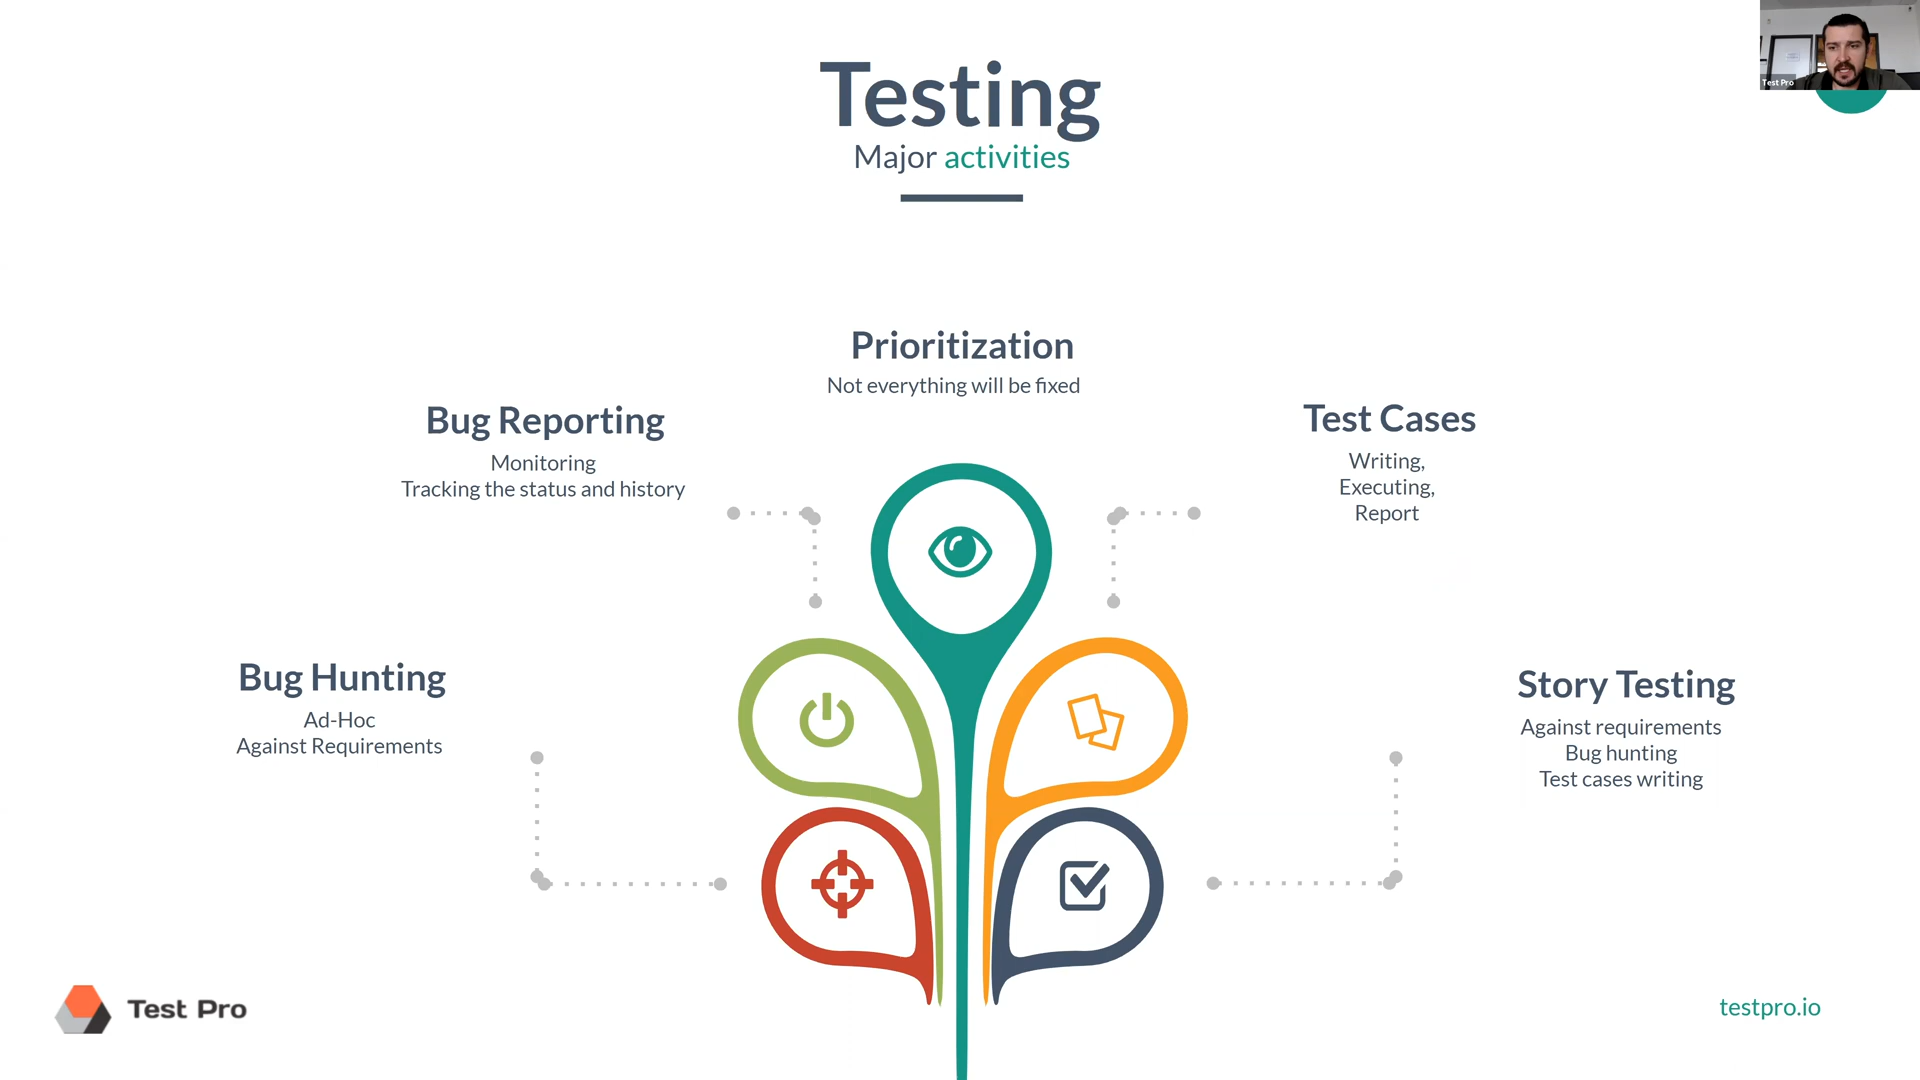 Testing
Major activities
Test Pro
Prioritization
Not everything will be fixed
Bug Reporting
Monitoring
Tracking the status and history
Test Cases
Writing,
Executing,
Report
Bug Hunting
Ad-Hoc
Against Requirements
Story Testing
Against requirements
Bug hunting
Test cases writing
Test Pro
testpro.io